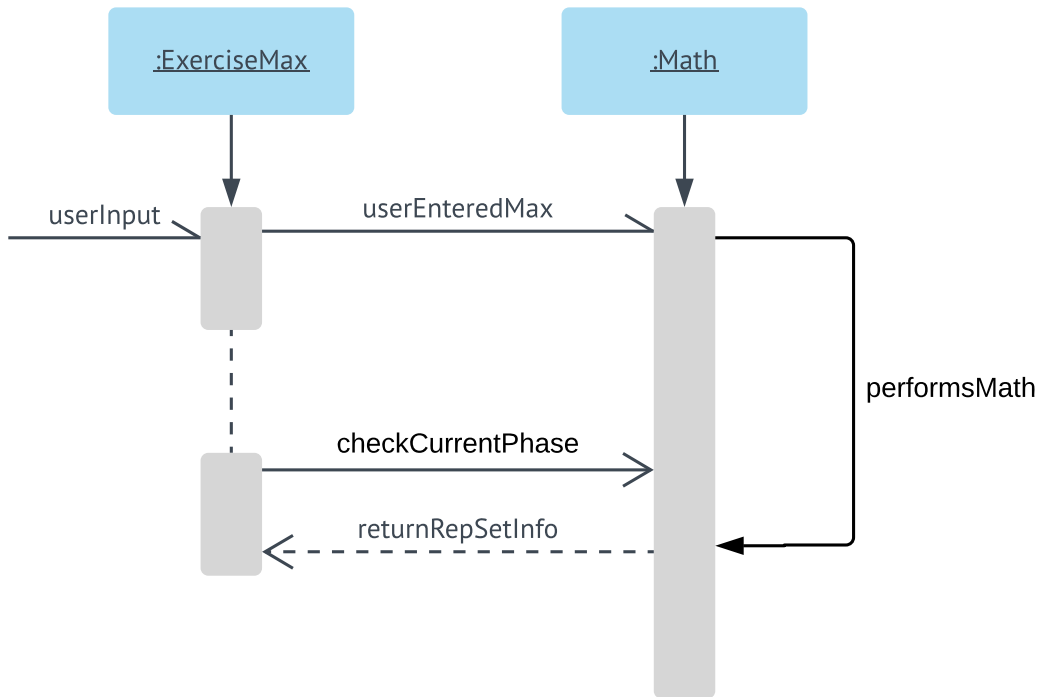 :ExerciseMax
:Math
userInput
userEnteredMax
performsMath
checkCurrentPhase
returnRepSetInfo